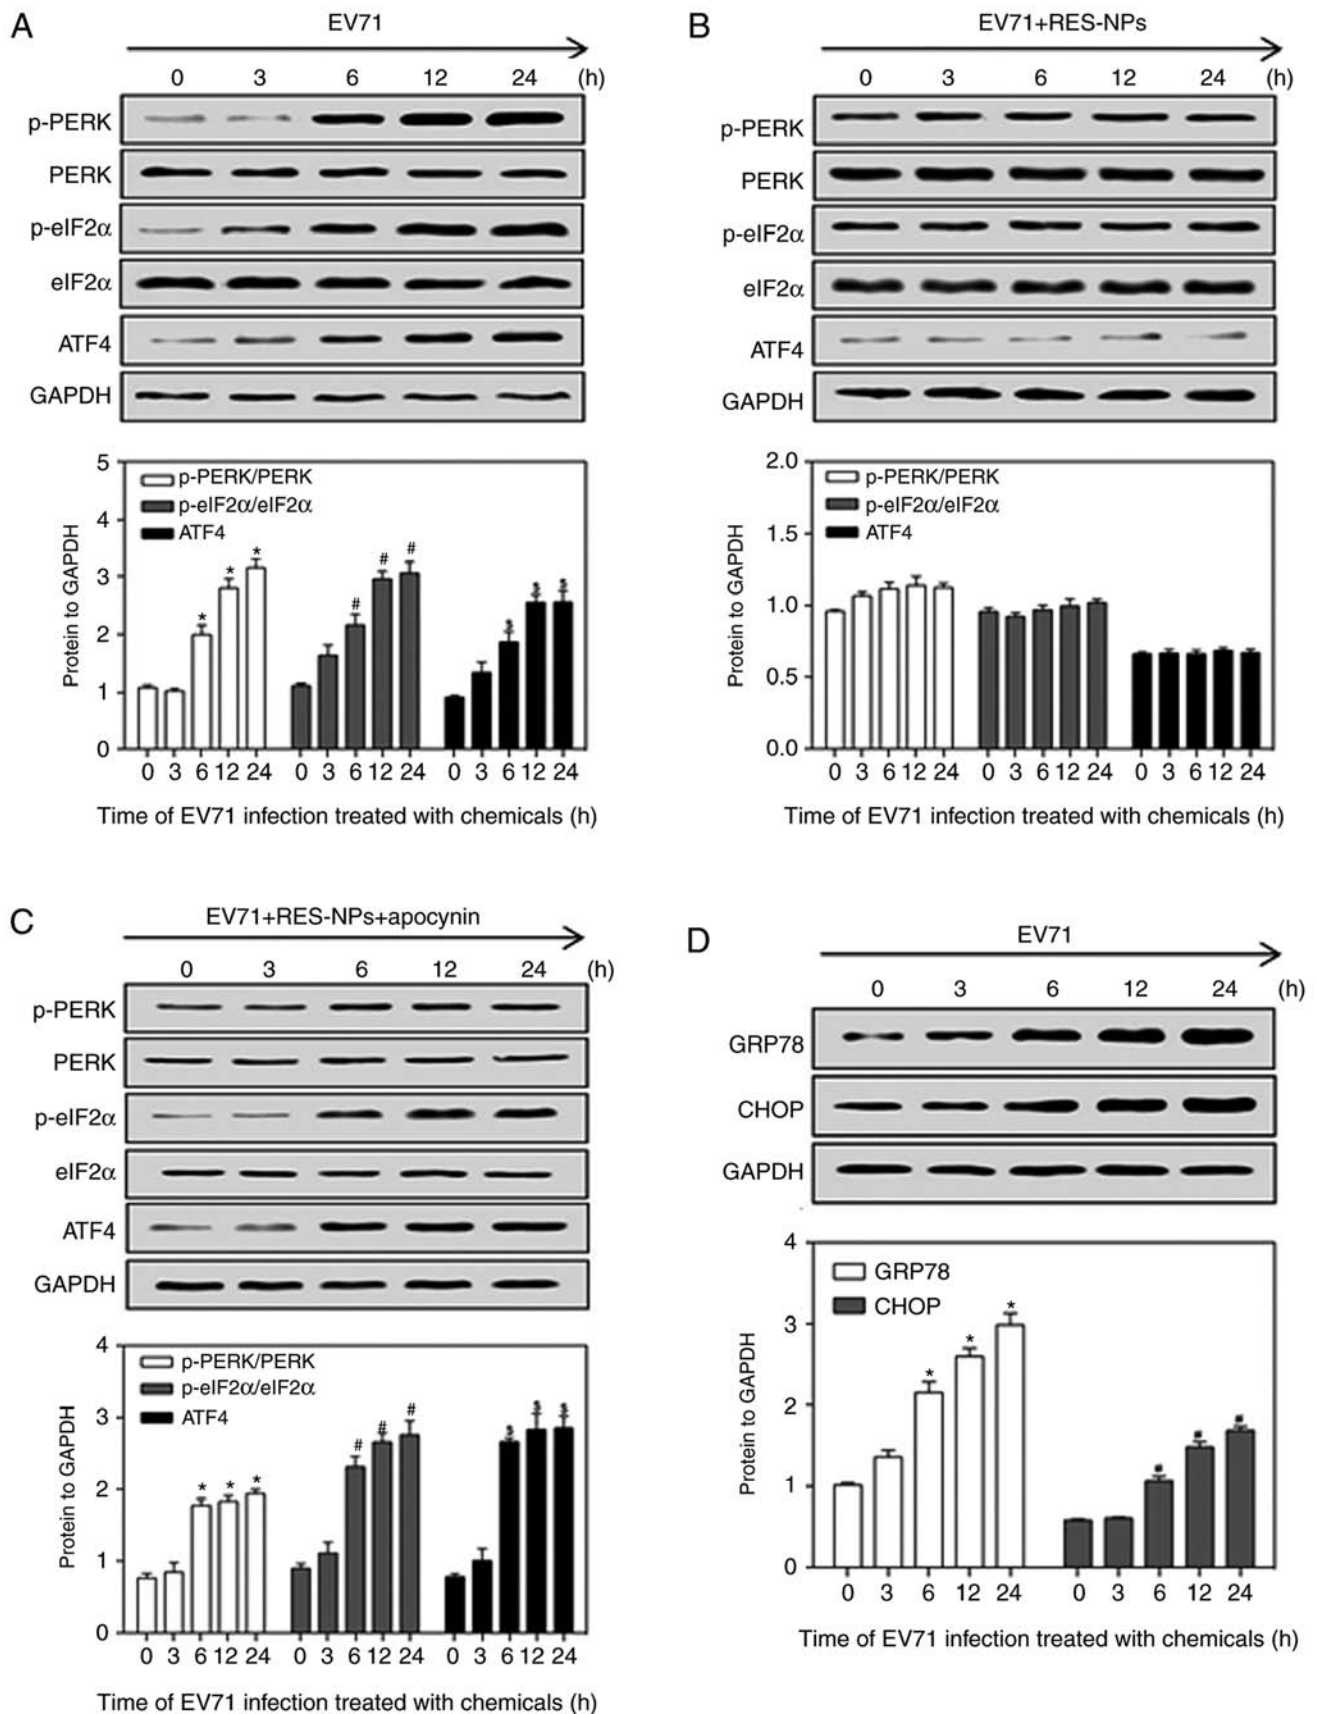 A
EV71
0 3 6 12 24 (h)
p-PERK
PERK
p-eIF2α
eIF2α
ATF4
GAPDH
5
4
3
2
1
0
Protein to GAPDH
p-PERK/PERK
p-eIF2α/eIF2α
ATF4
* * *
# # #
$ $ $
0 3 6 12 24 0 3 6 12 24 0 3 6 12 24
Time of EV71 infection treated with chemicals (h)
B
EV71+RES-NPs
0 3 6 12 24 (h)
p-PERK
PERK
p-eIF2α
eIF2α
ATF4
GAPDH
2.0
1.5
1.0
0.5
0.0
Protein to GAPDH
p-PERK/PERK
p-eIF2α/eIF2α
ATF4
0 3 6 12 24 0 3 6 12 24 0 3 6 12 24
Time of EV71 infection treated with chemicals (h)
C
EV71+RES-NPs+apocynin
0 3 6 12 24 (h)
p-PERK
PERK
p-eIF2α
eIF2α
ATF4
GAPDH
4
3
2
1
0
Protein to GAPDH
p-PERK/PERK
p-eIF2α/eIF2α
ATF4
* * *
# # #
$ $ $
0 3 6 12 24 0 3 6 12 24 0 3 6 12 24
Time of EV71 infection treated with chemicals (h)
D
EV71
0 3 6 12 24 (h)
GRP78
CHOP
GAPDH
4
3
2
1
0
Protein to GAPDH
GRP78
CHOP
* * *
0 3 6 12 24 0 3 6 12 24
Time of EV71 infection treated with chemicals (h)